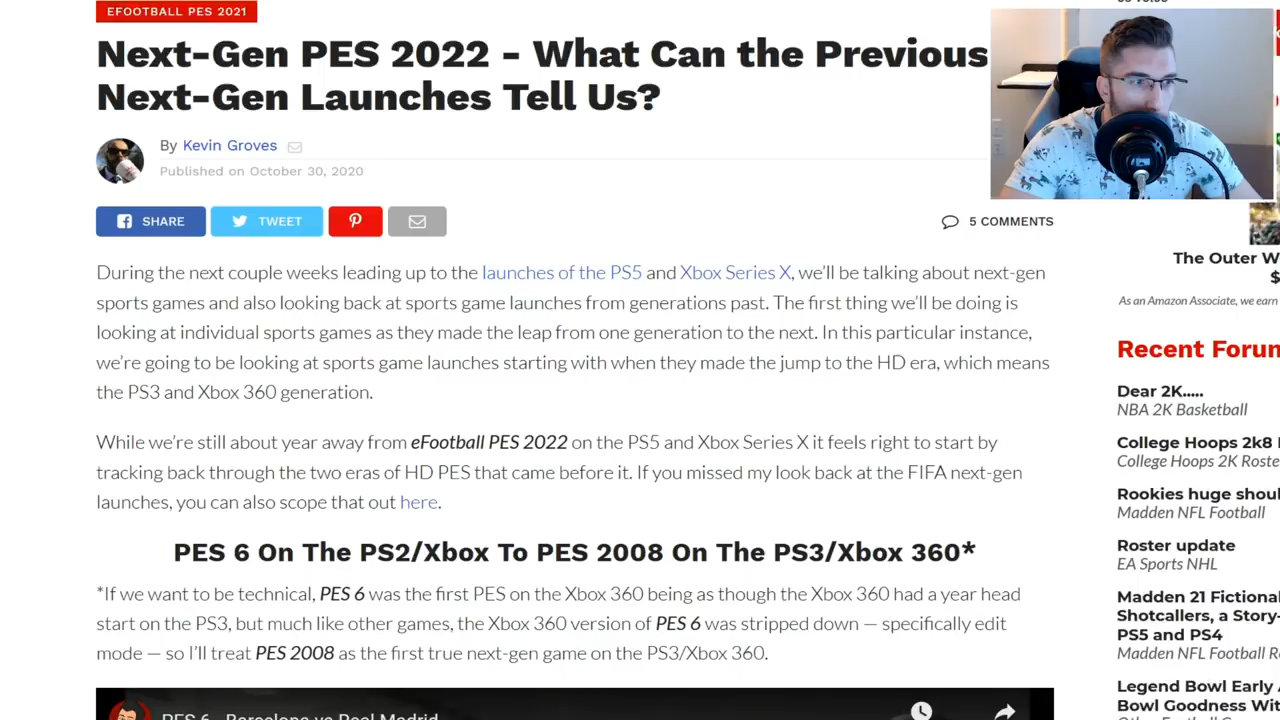 EFOOTBALL PES 2021
Next-Gen PES 2022 - What Can the Previous
Next-Gen Launches Tell Us?
By Kevin Groves
Published on October 30, 2020
SHARE
TWEET
5 COMMENTS
During the next couple weeks leading up to the launches of the PS5 and Xbox Series X, we'll be talking about next-gen
sports games and also looking back at sports game launches from generations past. The first thing we'll be doing is
looking at individual sports games as they made the leap from one generation to the next. In this particular instance,
we're going to be looking at sports game launches starting with when they made the jump to the HD era, which means
the PS3 and Xbox 360 generation.
While we're still about year away from eFootball PES 2022 on the PS5 and Xbox Series X it feels right to start by
tracking back through the two eras of HD PES that came before it. If you missed my look back at the FIFA next-gen
launches, you can also scope that out here.
PES 6 On The PS2/Xbox To PES 2008 On The PS3/Xbox 360*
*If we want to be technical, PES 6 was the first PES on the Xbox 360 being as though the Xbox 360 had a year head
start on the PS3, but much like other games, the Xbox 360 version of PES 6 was stripped down — specifically edit
mode — so I'll treat PES 2008 as the first true next-gen game on the PS3/Xbox 360.
PES 6 - Barcelona vs Real Madrid
The Outer W
$
As an Amazon Associate, we earn
Recent Forum
Dear 2K.....
NBA 2K Basketball
College Hoops 2k8
College Hoops 2K Roste
Rookies huge shoul
Madden NFL Football
Roster update
EA Sports NHL
Madden 21 Fictional
Shotcallers, a Story-
PS5 and PS4
Madden NFL Football R
Legend Bowl Early
Bowl Goodness Wit